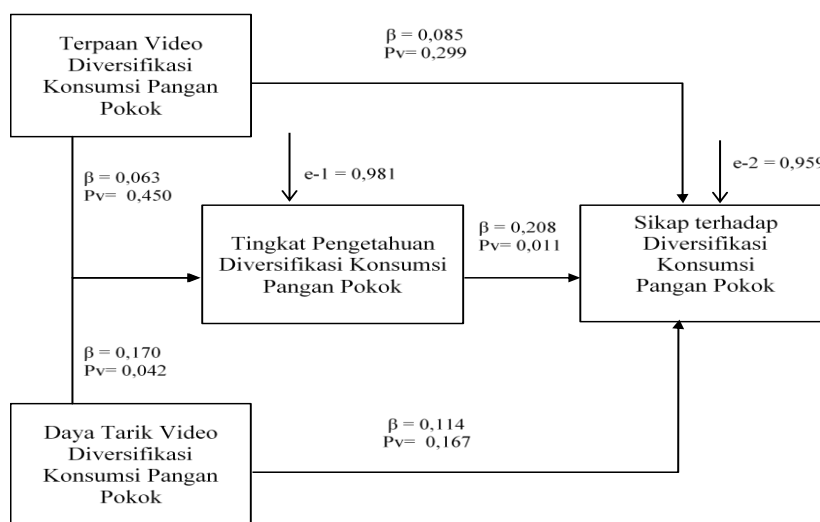 Terpaan Video
Diversifikasi
Konsumsi Pangan
Pokok
β = 0,085
Pv= 0,299
β = 0,063
Pv= 0,450
e-1 = 0,981
e-2 = 0,959
Tingkat Pengetahuan
Diversifikasi Konsumsi
Pangan Pokok
β = 0,208
Pv= 0,011
Sikap terhadap
Diversifikasi
Konsumsi
Pangan Pokok
β = 0,170
Pv= 0,042
Daya Tarik Video
Diversifikasi
Konsumsi Pangan
Pokok
β = 0,114
Pv= 0,167